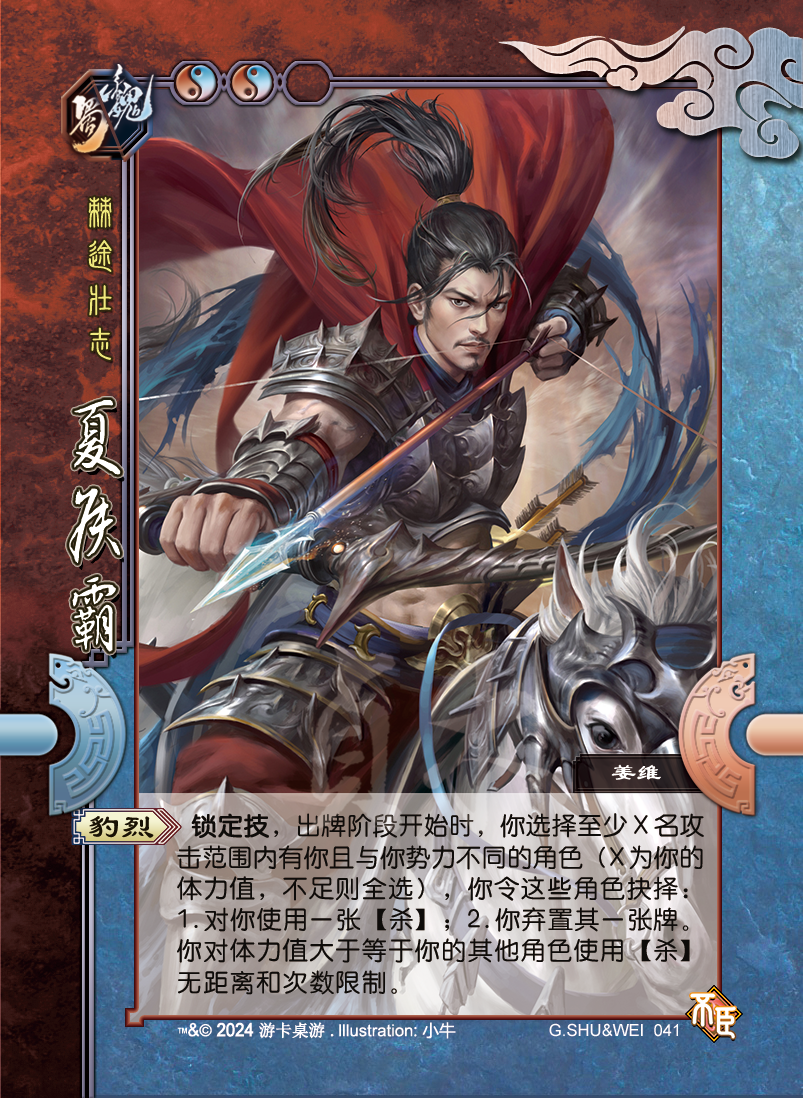 蜀魏
棘途壮志
夏侯霸
姜维
豹烈
锁定技，出牌阶段开始时，你选择至少X名攻
击范围内有你且与你势力不同的角色（X为你的
体力值，不足则全选），你令这些角色抉择：
1.对你使用一张【杀】；2.你弃置其一张牌。
你对体力值大于等于你的其他角色使用【杀】
无距离和次数限制。
™&© 2024 游卡桌游 . Illustration: 小牛
G.SHU&WEI 041
不臣